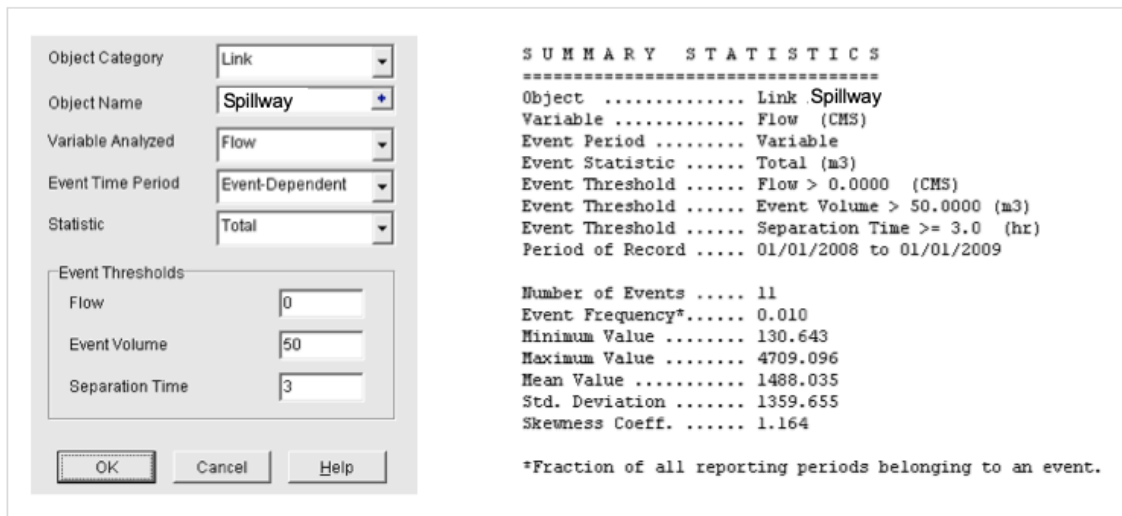 Object Category Link
Object Name Spillway +
Variable Analyzed Flow
Event Time Period Event-Dependent
Statistic Total
Event Thresholds
Flow 0
Event Volume 50
Separation Time 3
OK Cancel Help
S U M M A R Y   S T A T I S T I C S
===================================
Object .............. Link .Spillway
Variable ............ Flow (CMS)
Event Period ........ Variable
Event Statistic ...... Total (m3)
Event Threshold ...... Flow > 0.0000 (CMS)
Event Threshold ...... Event Volume > 50.0000 (m3)
Event Threshold ...... Separation Time >= 3.0 (hr)
Period of Record ..... 01/01/2008 to 01/01/2009
Number of Events ..... 11
Event Frequency*...... 0.010
Minimum Value ........ 130.643
Maximum Value ........ 4709.096
Mean Value ........... 1488.035
Std. Deviation ....... 1359.655
Skewness Coeff. ...... 1.164
*Fraction of all reporting periods belonging to an event.